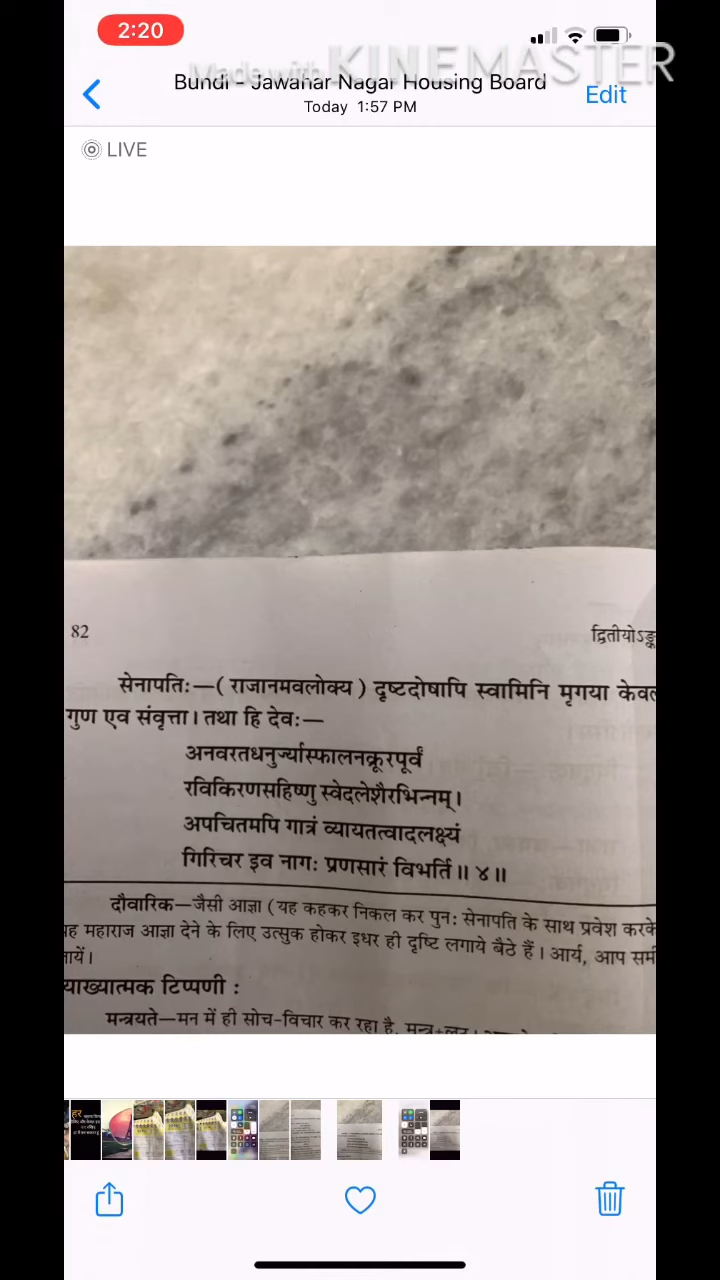 2:20
Made with KINEMASTER
Bundi - Jawahar Nagar Housing Board
Today 1:57 PM
Edit
LIVE
82 द्वितीयोऽङ्क
सेनापतिः—( राजानमवलोक्य ) दृष्टदोषापि स्वामिनि मृगया केवल
गुण एव संवृत्ता। तथा हि देवः—
अनवरतधनुर्ज्यास्फालनक्रूरपूर्वं
रविकिरणसहिष्णु स्वेदलेशैरभिन्नम्।
अपचितमपि गात्रं व्यायतत्वादलक्ष्यं
गिरिचर इव नागः प्रणसारं विभर्ति॥ ४॥
दौवारिक—जैसी आज्ञा (यह कहकर निकल कर पुनः सेनापति के साथ प्रवेश करके
ह महाराज आज्ञा देने के लिए उत्सुक होकर इधर ही दृष्टि लगाये बैठे हैं। आर्य, आप समी
ायें।
याख्यात्मक टिप्पणी :
मन्त्रयते—मन में ही सोच-विचार कर रहा है,